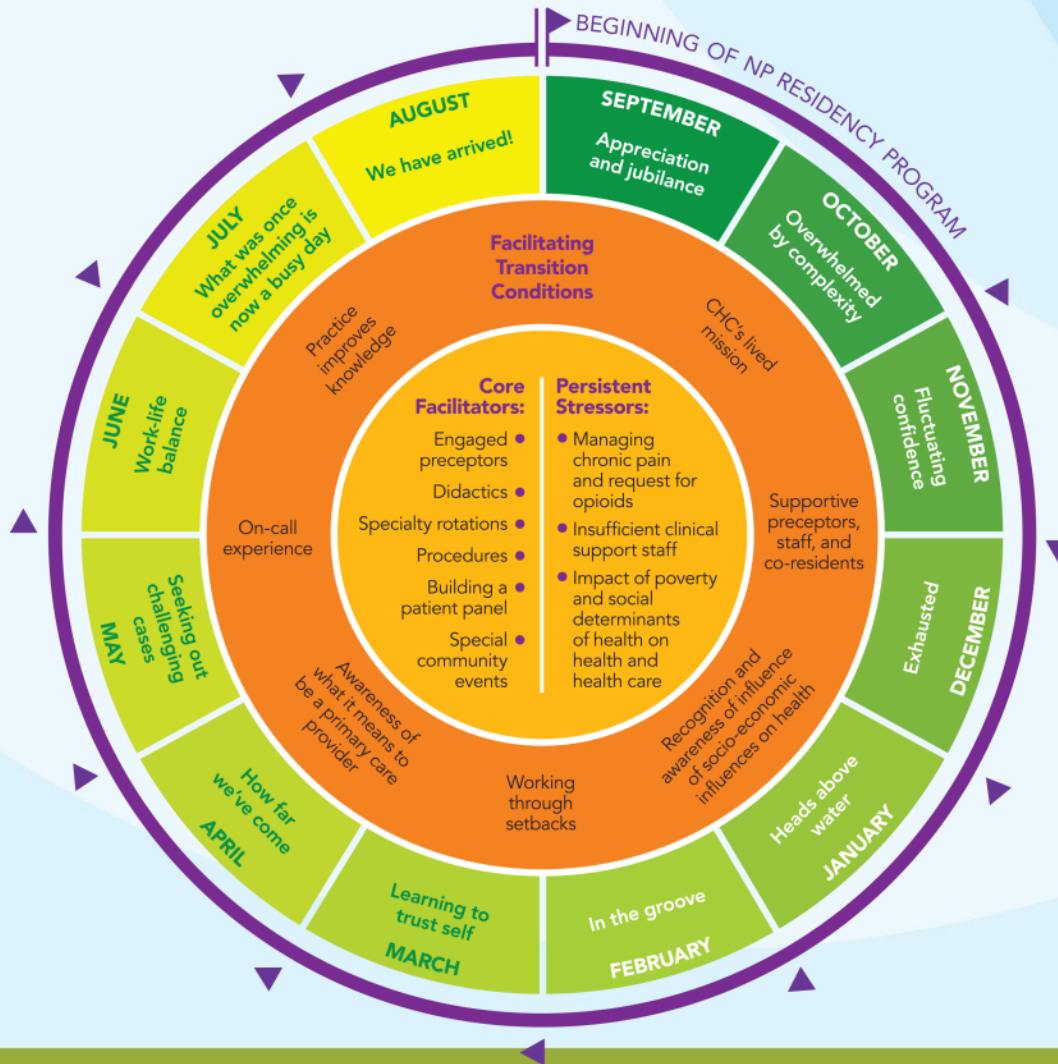 BEGINNING OF NP RESIDENCY PROGRAM
SEPTEMBER
Appreciation
and jubilance
OCTOBER
Overwhelmed
by complexity
NOVEMBER
Fluctuating
confidence
DECEMBER
Exhausted
Heads above
water
JANUARY
In the groove
FEBRUARY
Learning to
trust self
MARCH
How far
we've come
APRIL
Seeking out
challenging
cases
MAY
JUNE
Work-life
balance
JULY
What was once
overwhelming is
now a busy day
AUGUST
We have arrived!
Facilitating
Transition
Conditions
CHC's lived
mission
Supportive
preceptors,
staff, and
co-residents
Recognition and
awareness of influence
of socio-economic
influences on health
Working
through
setbacks
Awareness of
what it means to
be a primary care
provider
On-call
experience
Practice
improves
knowledge
Core
Facilitators:
Engaged •
preceptors
Didactics •
Specialty rotations •
Procedures •
Building a •
patient panel
Special •
community
events
Persistent
Stressors:
• Managing
chronic pain
and request for
opioids
• Insufficient clinical
support staff
• Impact of poverty
and social
determinants
of health on
health and
health care